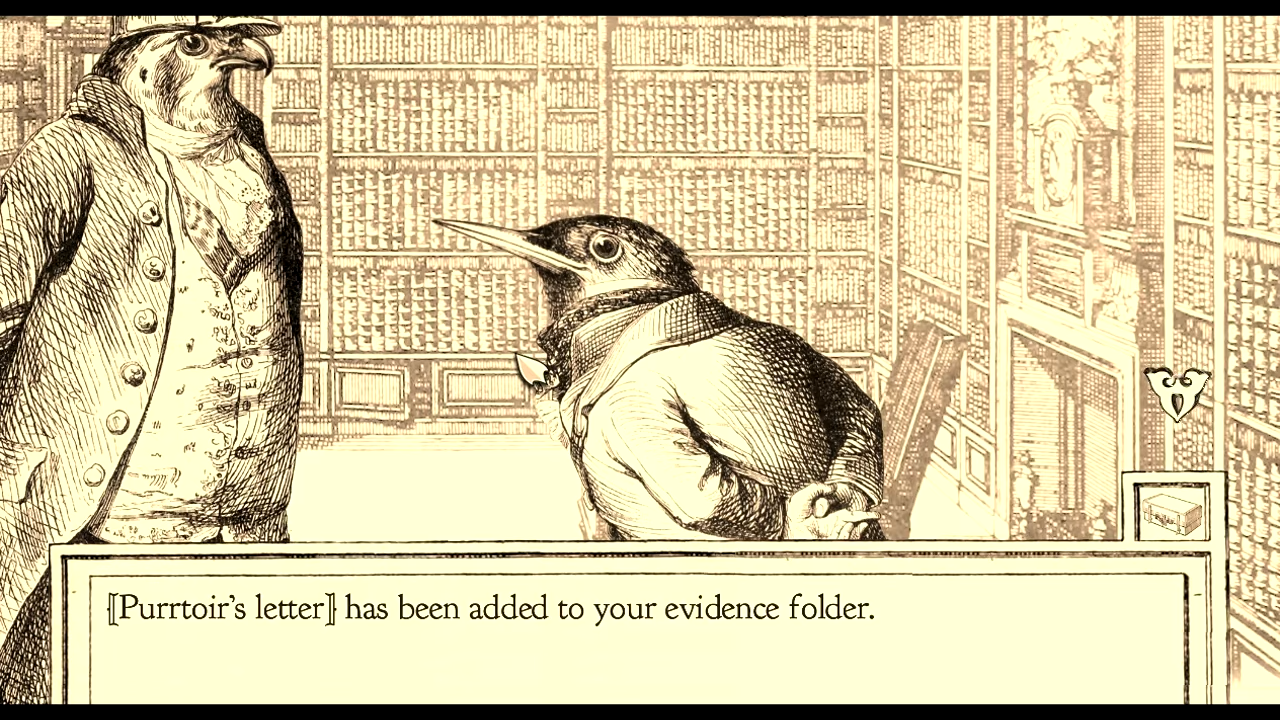 ⟦Purrtoir’s letter⟧ has been added to your evidence folder.